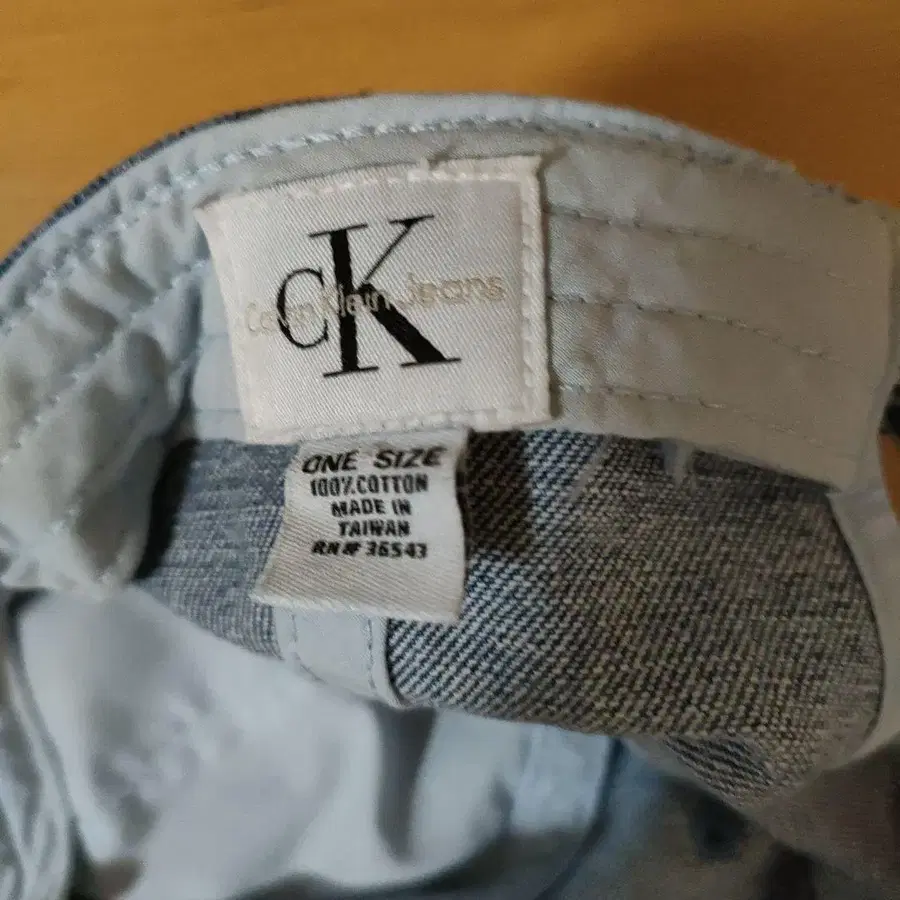 CK
Calvin Klein Jeans
ONE SIZE
100% COTTON
MADE IN
TAIWAN
RN# 36543